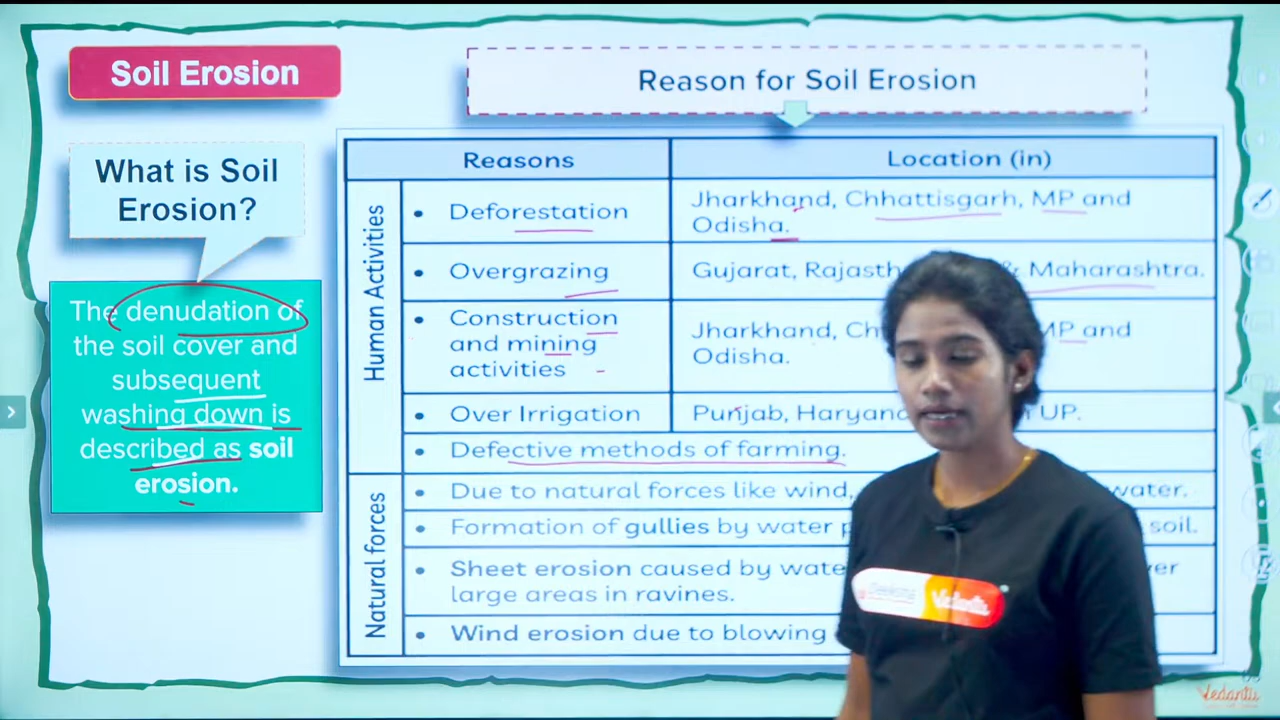 Soil Erosion
Reason for Soil Erosion
What is Soil
Erosion?
The denudation of
the soil cover and
subsequent
washing down is
described as soil
erosion.
Reasons
Location (in)
Human Activities
• Deforestation
Jharkhand, Chhattisgarh, MP and
Odisha.
• Overgrazing
Gujarat, & Maharashtra.
• Construction
and mining
activities
Jharkhand, MP and
Odisha.
• Over Irrigation
Punjab, UP.
• Defective methods of farming.
Natural forces
• Due to natural forces like wind, water.
• Formation of gullies by water soil.
• Sheet erosion caused by
large areas in ravines.
• Wind erosion due to blowing
Vedantu
Vedantu